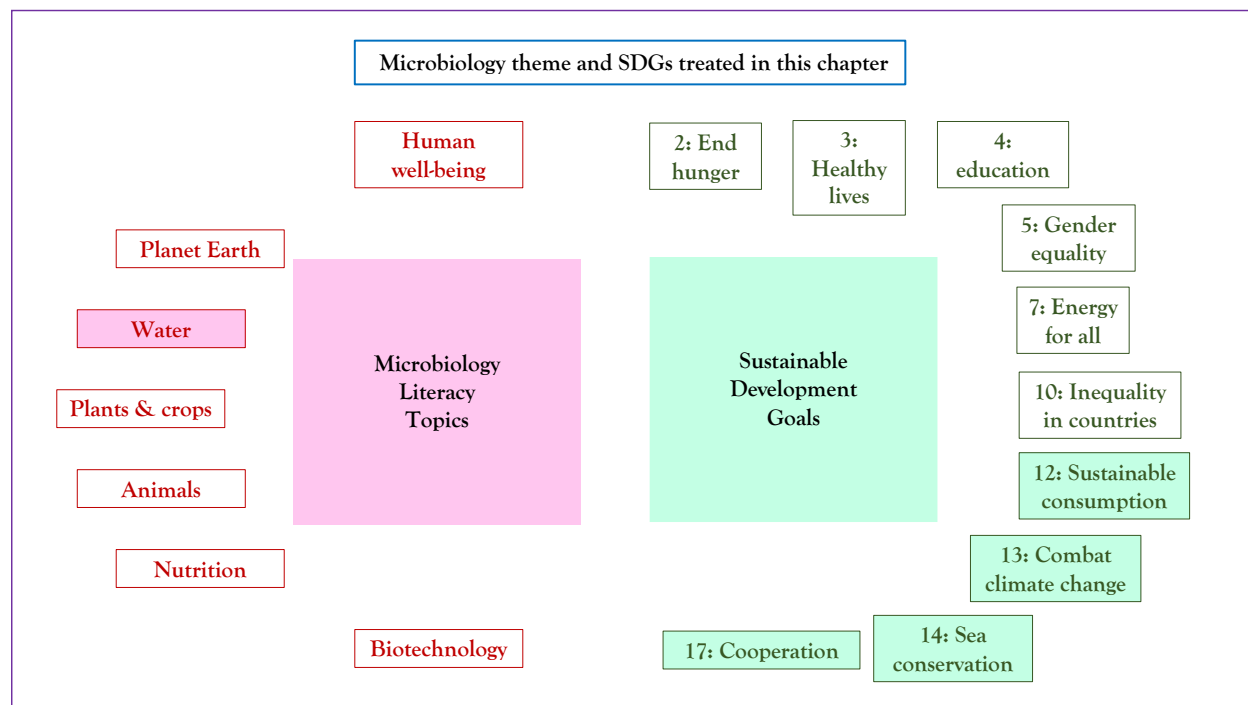 Microbiology theme and SDGs treated in this chapter
Human
well-being
Planet Earth
Water
Plants & crops
Animals
Nutrition
Biotechnology
Microbiology
Literacy
Topics
Sustainable
Development
Goals
2: End
hunger
3:
Healthy
lives
4:
education
5: Gender
equality
7: Energy
for all
10: Inequality
in countries
12: Sustainable
consumption
13: Combat
climate change
14: Sea
conservation
17: Cooperation